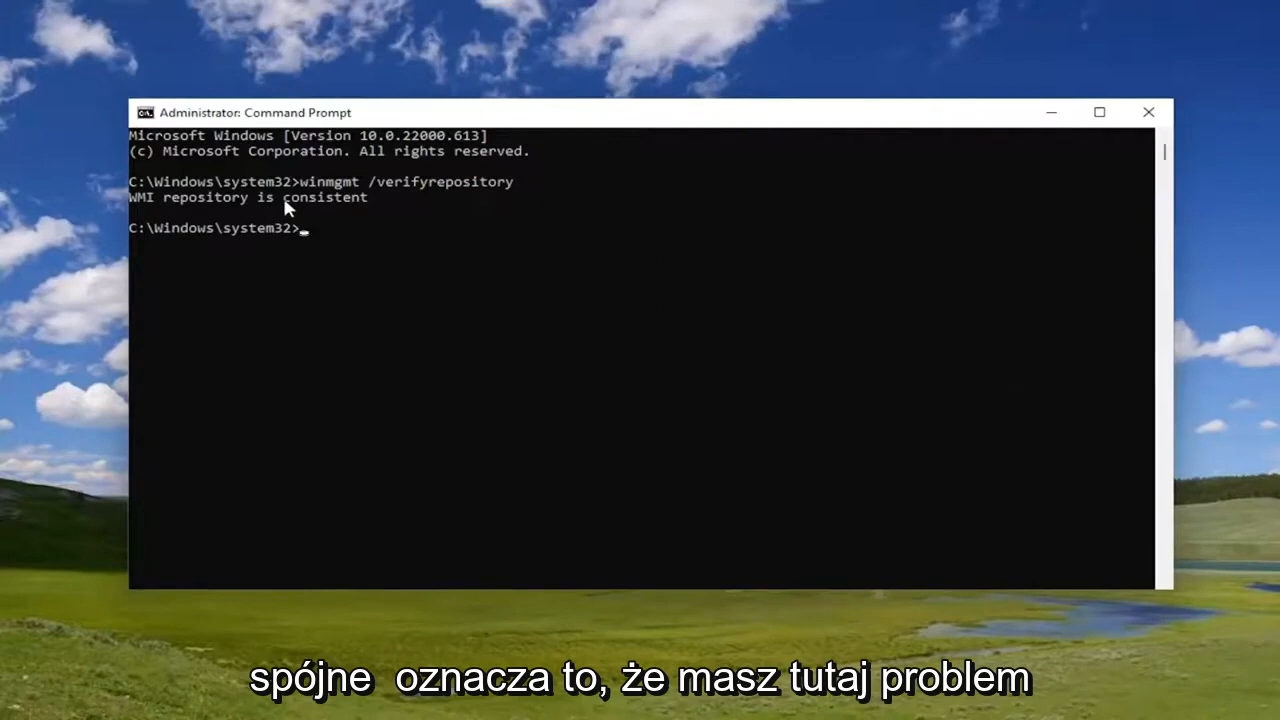 Administrator: Command Prompt
Microsoft Windows [Version 10.0.22000.613]
(c) Microsoft Corporation. All rights reserved.
C:\Windows\system32>winmgmt /verifyrepository
WMI repository is consistent
C:\Windows\system32>
spójne oznacza to, że masz tutaj problem